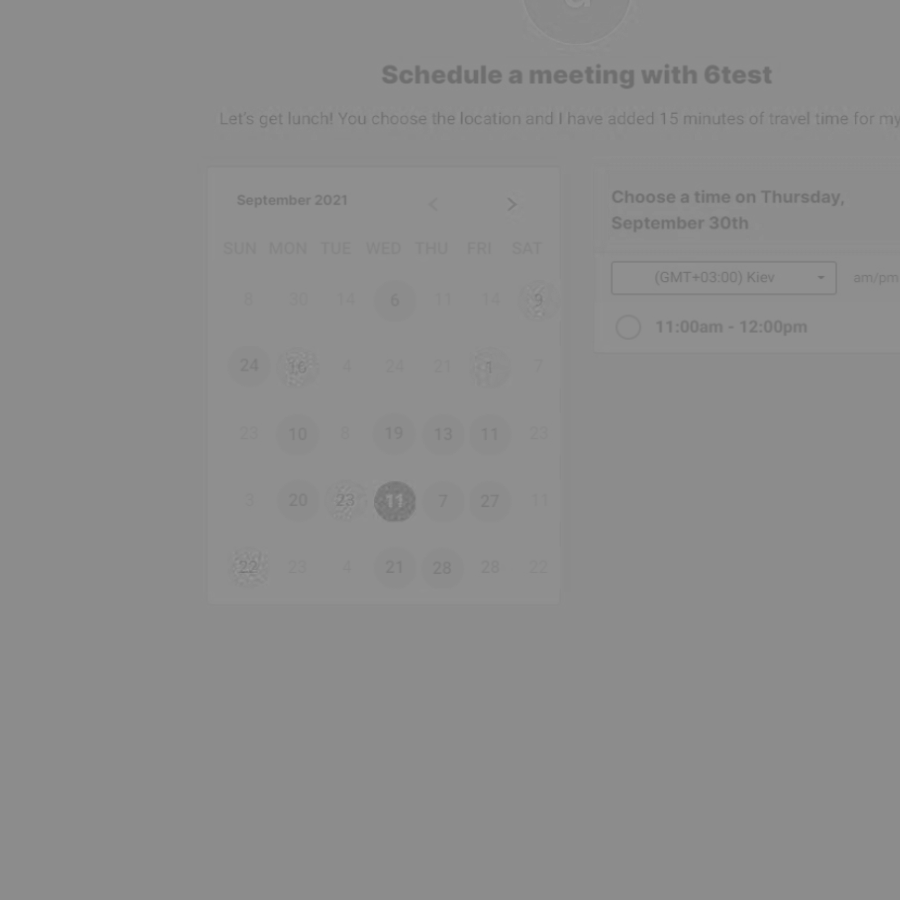 Schedule a meeting with 6test
Let's get lunch! You choose the location and I have added 15 minutes of travel time for my
September 2021 < >
SUN MON TUE WED THU FRI SAT
8 30 14 6 11 14 9
24 16 4 24 21 1 7
23 10 8 19 13 11 23
3 20 23 11 7 27 11
22 23 4 21 28 28 22
Choose a time on Thursday,
September 30th
(GMT+03:00) Kiev am/pm
11:00am - 12:00pm